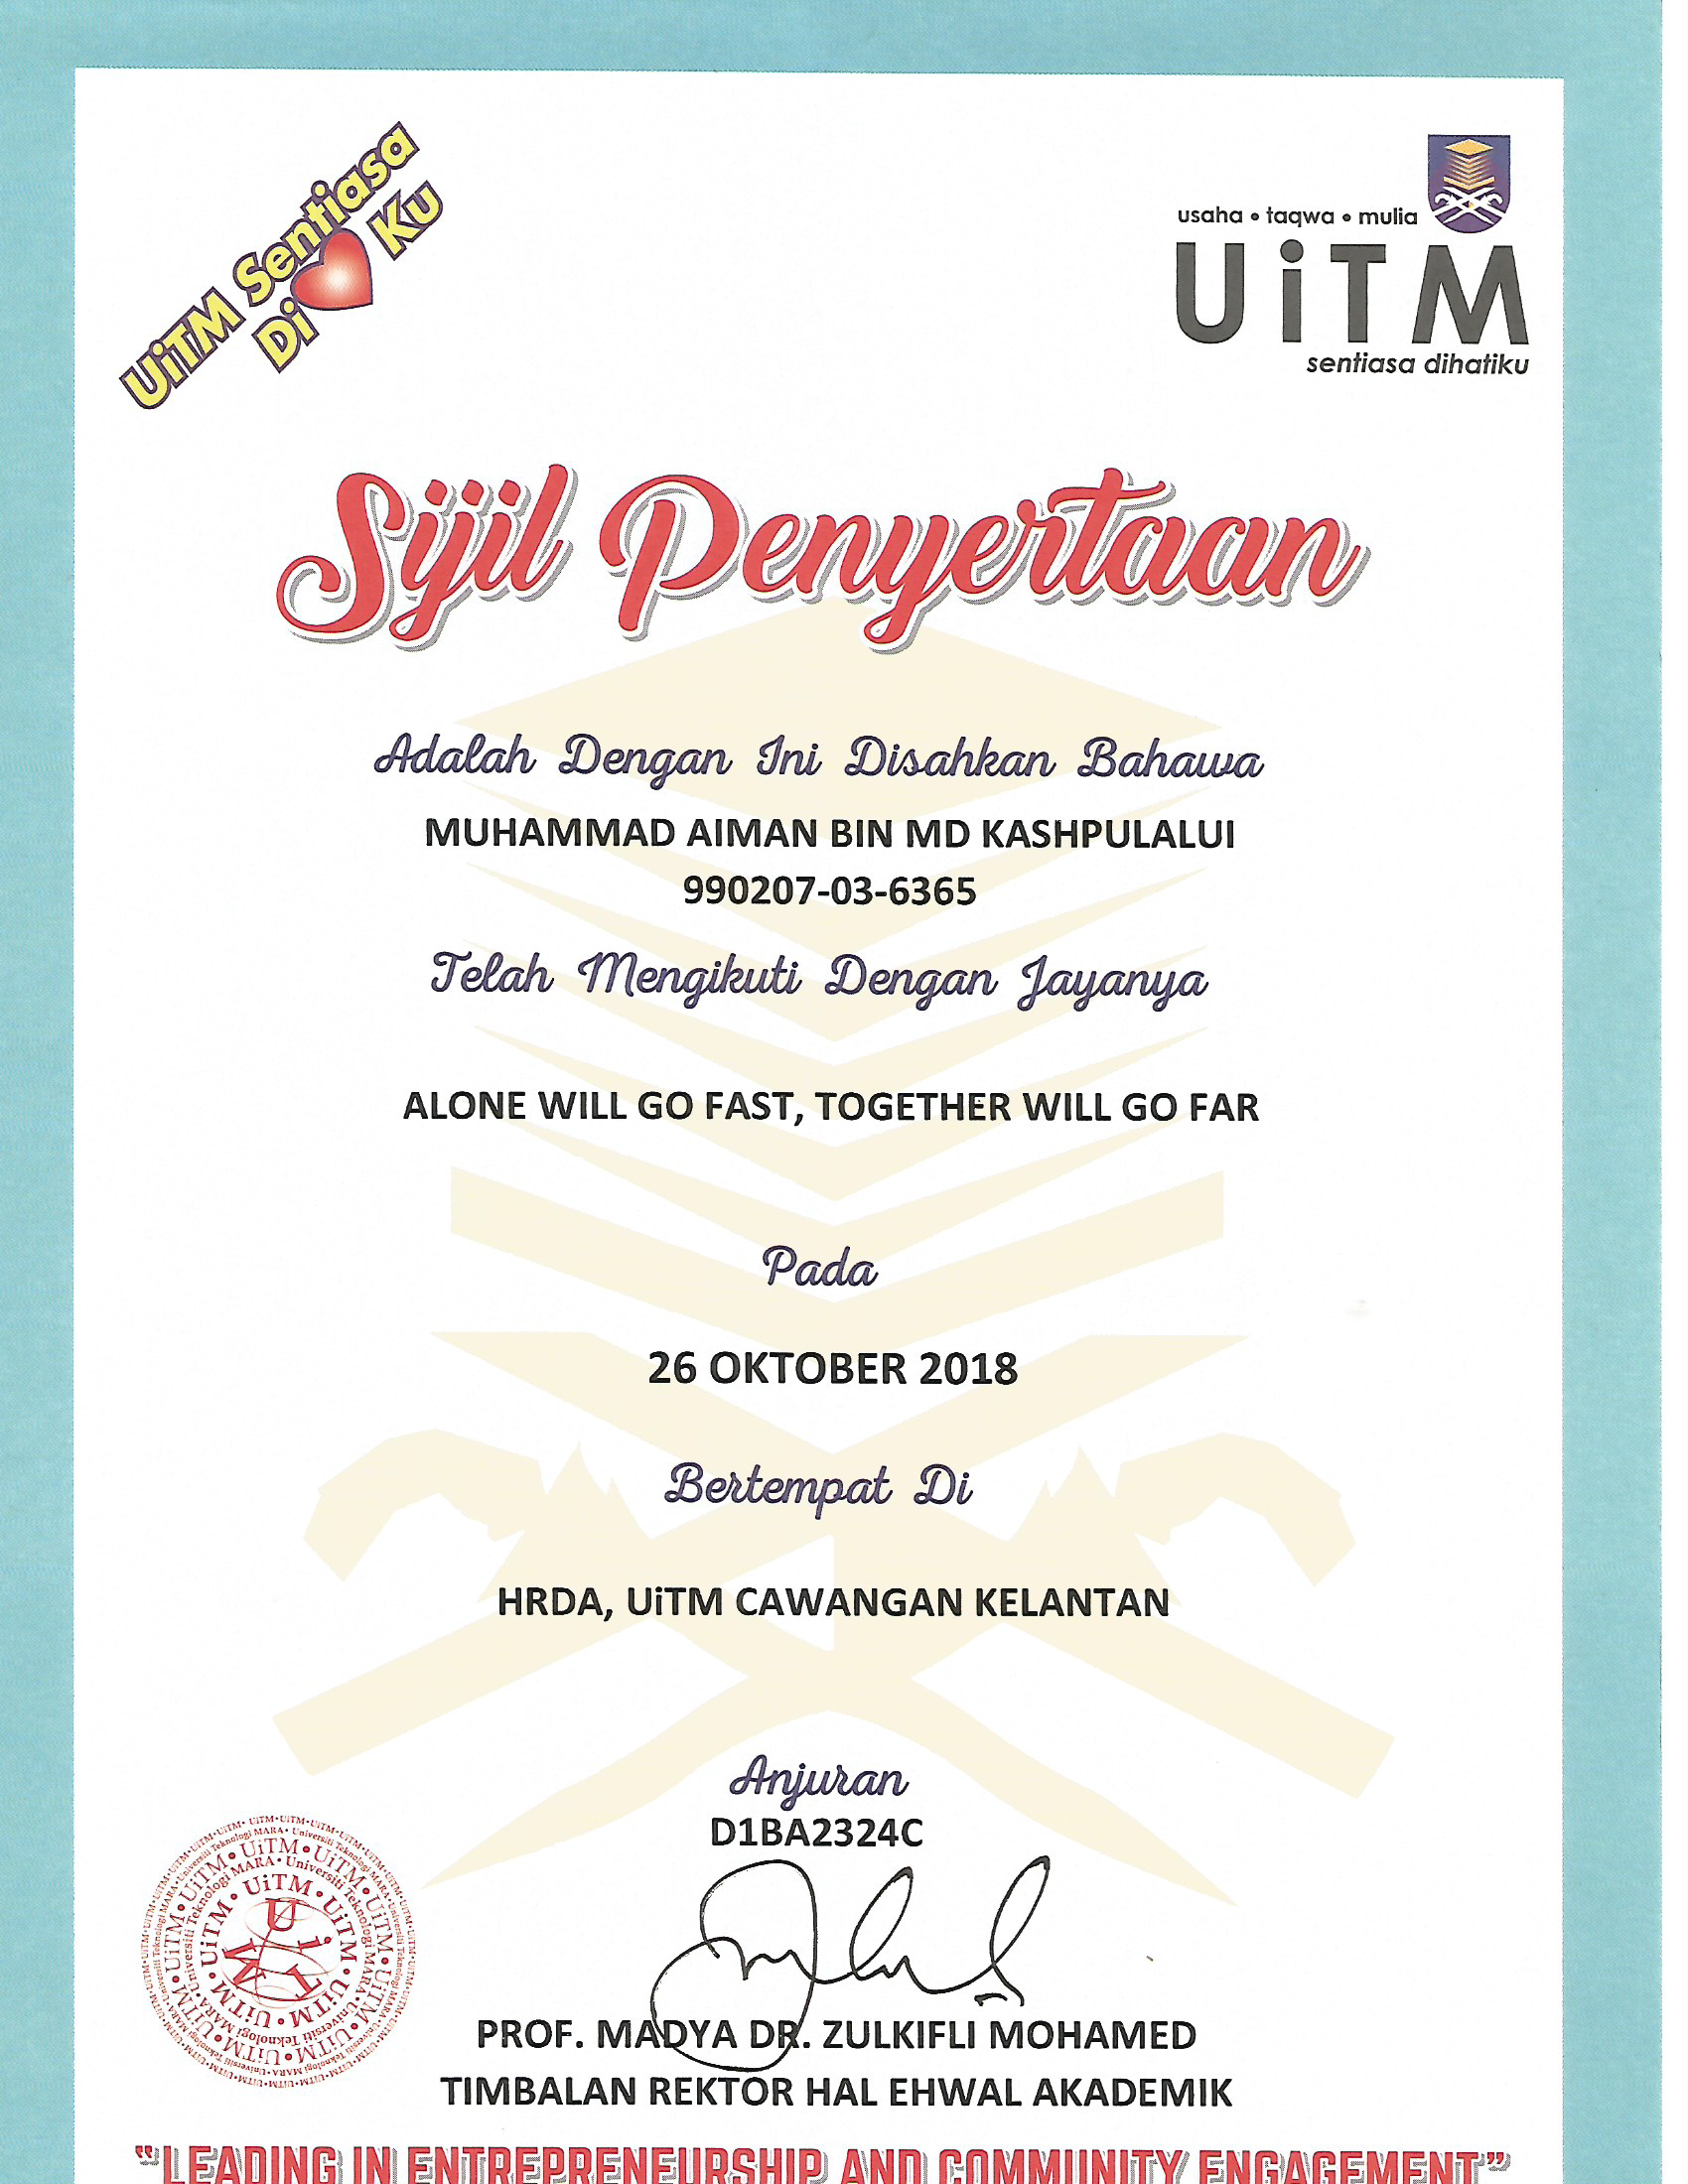 UiTM Sentiasa
Di Ku
usaha • taqwa • mulia
UiTM
sentiasa dihatiku
Sijil Penyertaan
Adalah Dengan Ini Disahkan Bahawa
MUHAMMAD AIMAN BIN MD KASHPULALUI
990207-03-6365
Telah Mengikuti Dengan Jayanya
ALONE WILL GO FAST, TOGETHER WILL GO FAR
Pada
26 OKTOBER 2018
Bertempat Di
HRDA, UiTM CAWANGAN KELANTAN
Anjuran
D1BA2324C
UiTM • UiTM • UiTM • UiTM
Universiti Teknologi MARA • Universiti Teknologi MARA
UiTM
PROF. MADYA DR. ZULKIFLI MOHAMED
TIMBALAN REKTOR HAL EHWAL AKADEMIK
"LEADING IN ENTREPRENEURSHIP AND COMMUNITY ENGAGEMENT"